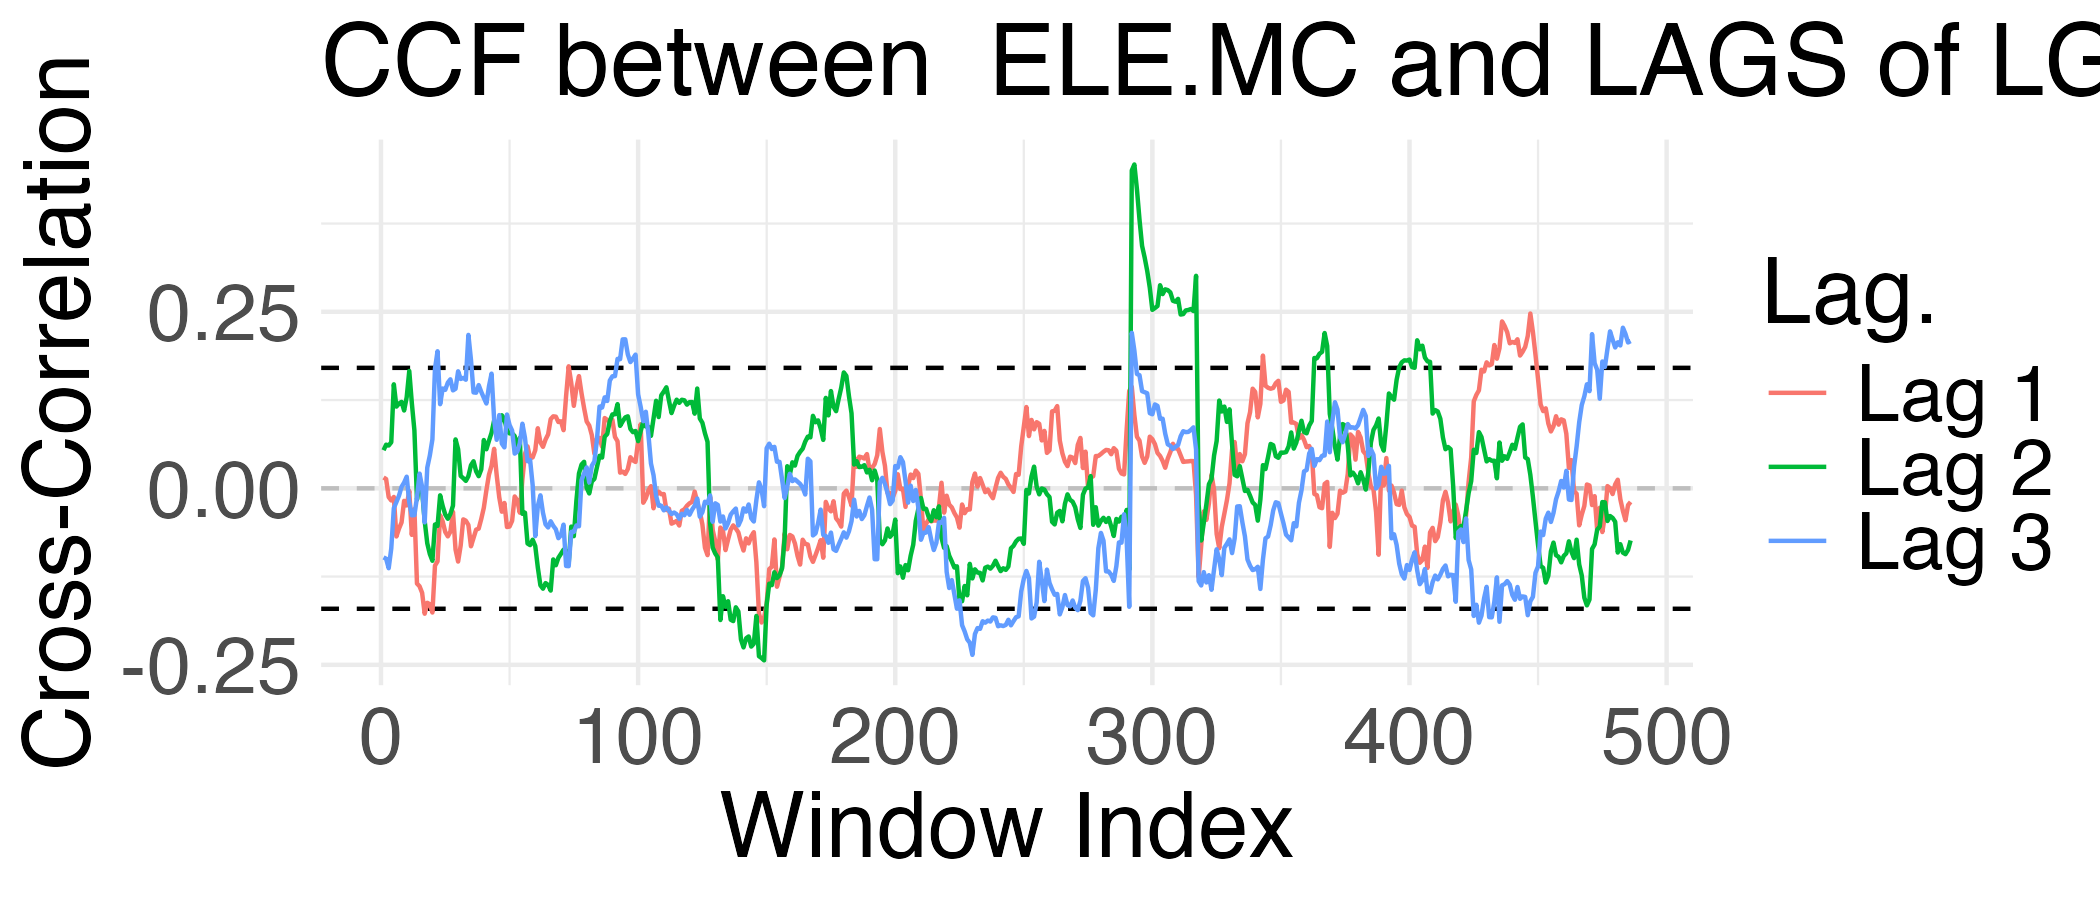 CCF between ELE.MC and LAGS of LG
Cross-Correlation
0.25
0.00
-0.25
0 100 200 300 400 500
Window Index
Lag.
Lag 1
Lag 2
Lag 3